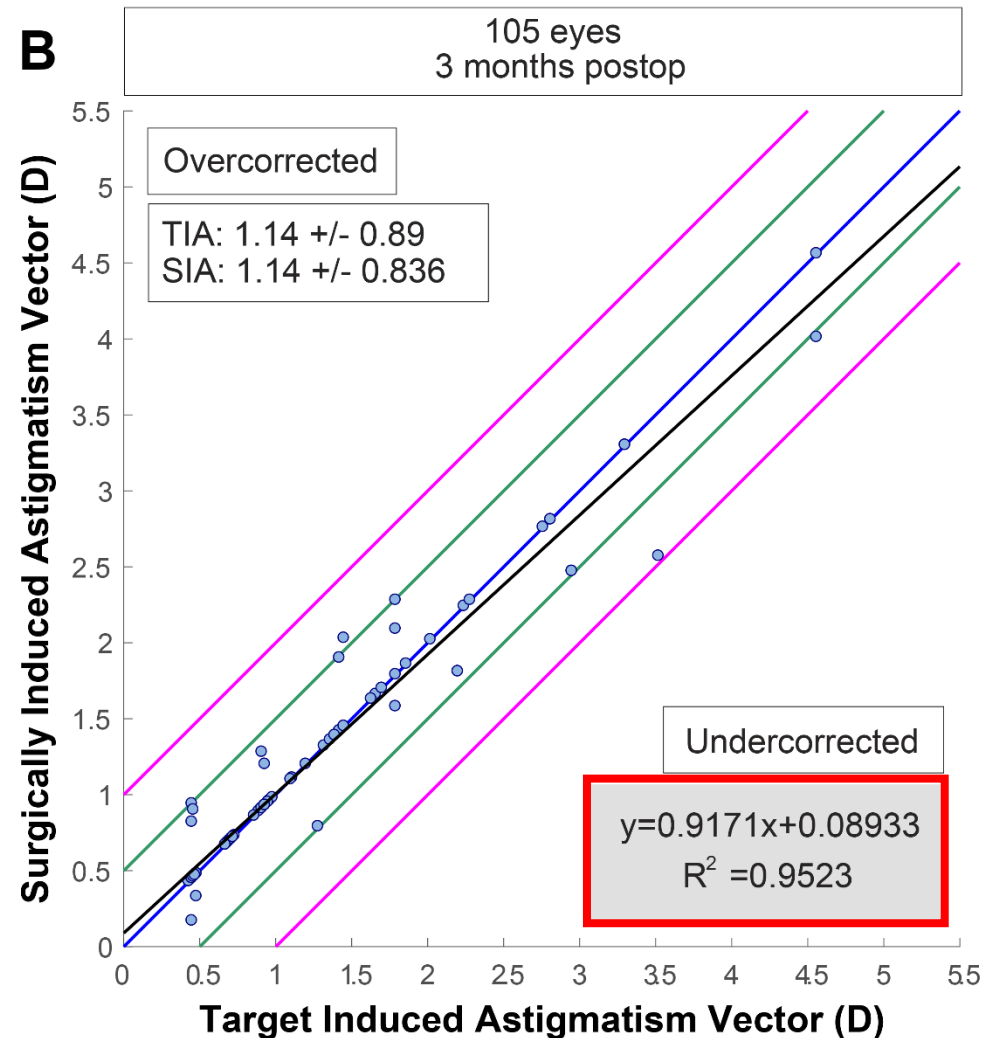 B
105 eyes
3 months postop
Overcorrected
TIA: 1.14 +/- 0.89
SIA: 1.14 +/- 0.836
Surgically Induced Astigmatism Vector (D)
5.5
5
4.5
4
3.5
3
2.5
2
1.5
1
0.5
0
Undercorrected
y=0.9171x+0.08933
R² =0.9523
0 0.5 1 1.5 2 2.5 3 3.5 4 4.5 5 5.5
Target Induced Astigmatism Vector (D)